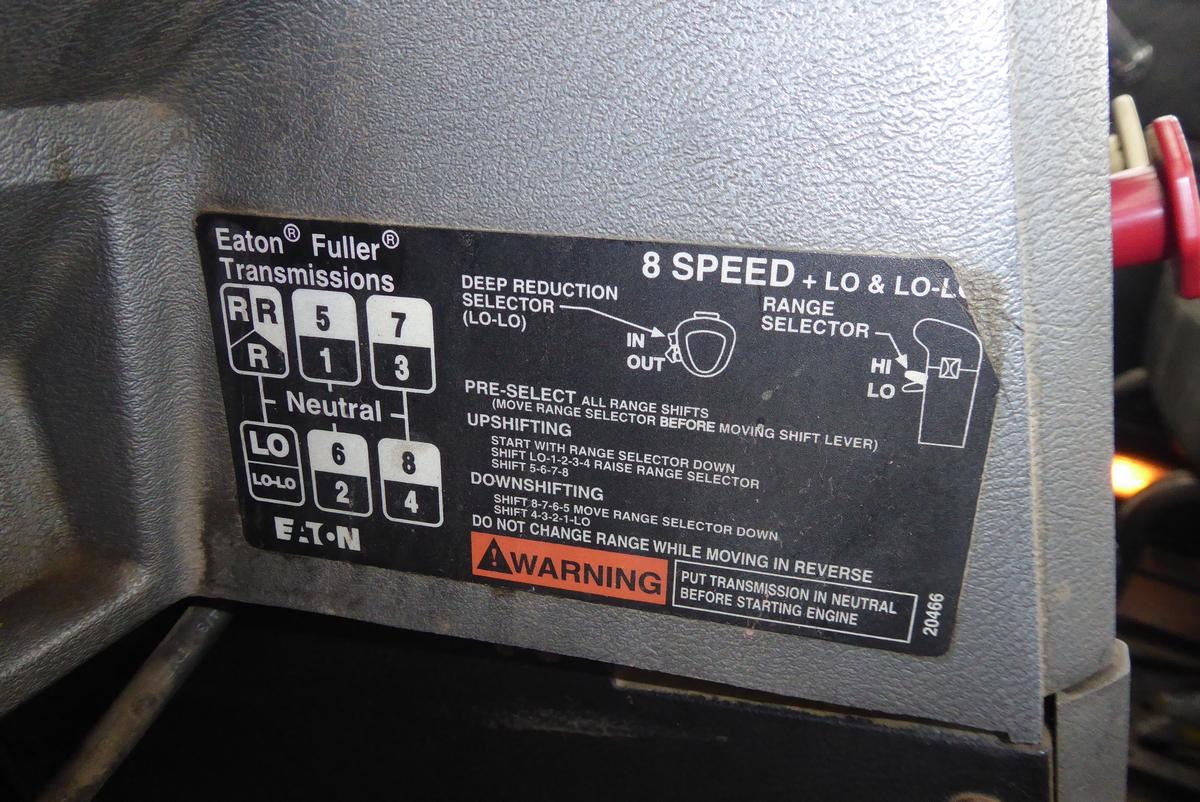 Eaton® Fuller®
Transmissions
R R
R
5
1
7
3
Neutral
LO
LO-LO
6
2
8
4
EATON
8 SPEED + LO & LO-LO
DEEP REDUCTION
SELECTOR
(LO-LO)
IN
OUT
RANGE
SELECTOR
HI
LO
PRE-SELECT ALL RANGE SHIFTS
(MOVE RANGE SELECTOR BEFORE MOVING SHIFT LEVER)
UPSHIFTING
START WITH RANGE SELECTOR DOWN
SHIFT LO-1-2-3-4 RAISE RANGE SELECTOR
SHIFT 5-6-7-8
DOWNSHIFTING
SHIFT 8-7-6-5 MOVE RANGE SELECTOR DOWN
SHIFT 4-3-2-1-LO
DO NOT CHANGE RANGE WHILE MOVING IN REVERSE
WARNING
PUT TRANSMISSION IN NEUTRAL
BEFORE STARTING ENGINE
20466